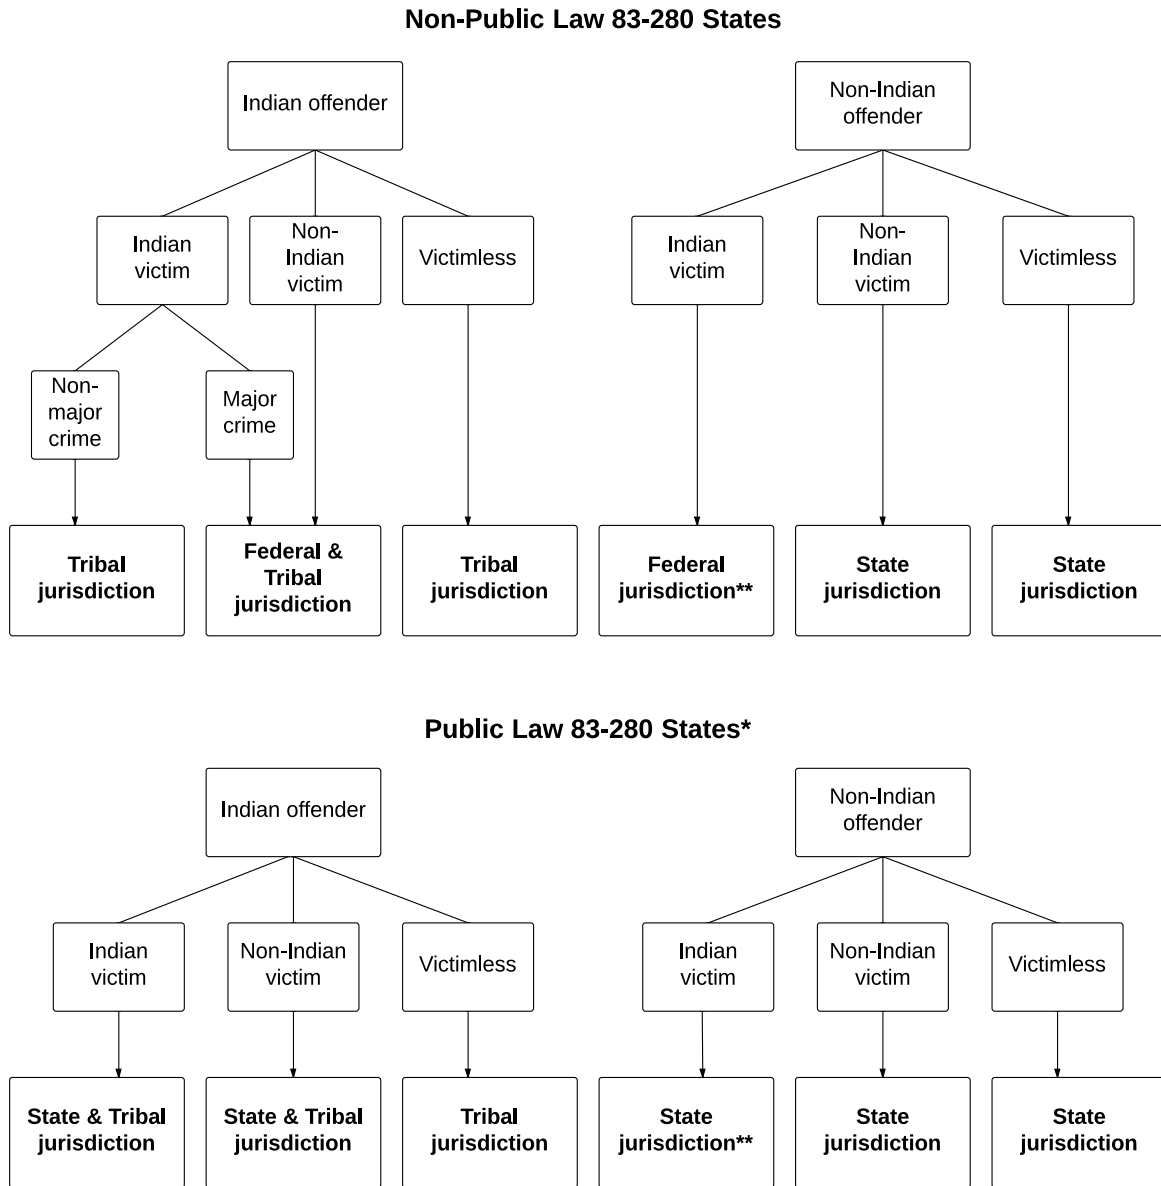 Non-Public Law 83-280 States
Indian offender
Non-Indian
offender
Indian
victim
Non-
Indian
victim
Victimless
Indian
victim
Non-
Indian
victim
Victimless
Non-
major
crime
Major
crime
Tribal
jurisdiction
Federal &
Tribal
jurisdiction
Tribal
jurisdiction
Federal
jurisdiction**
State
jurisdiction
State
jurisdiction
Public Law 83-280 States*
Indian offender
Non-Indian
offender
Indian
victim
Non-Indian
victim
Victimless
Indian
victim
Non-Indian
victim
Victimless
State & Tribal
jurisdiction
State & Tribal
jurisdiction
Tribal
jurisdiction
State
jurisdiction**
State
jurisdiction
State
jurisdiction